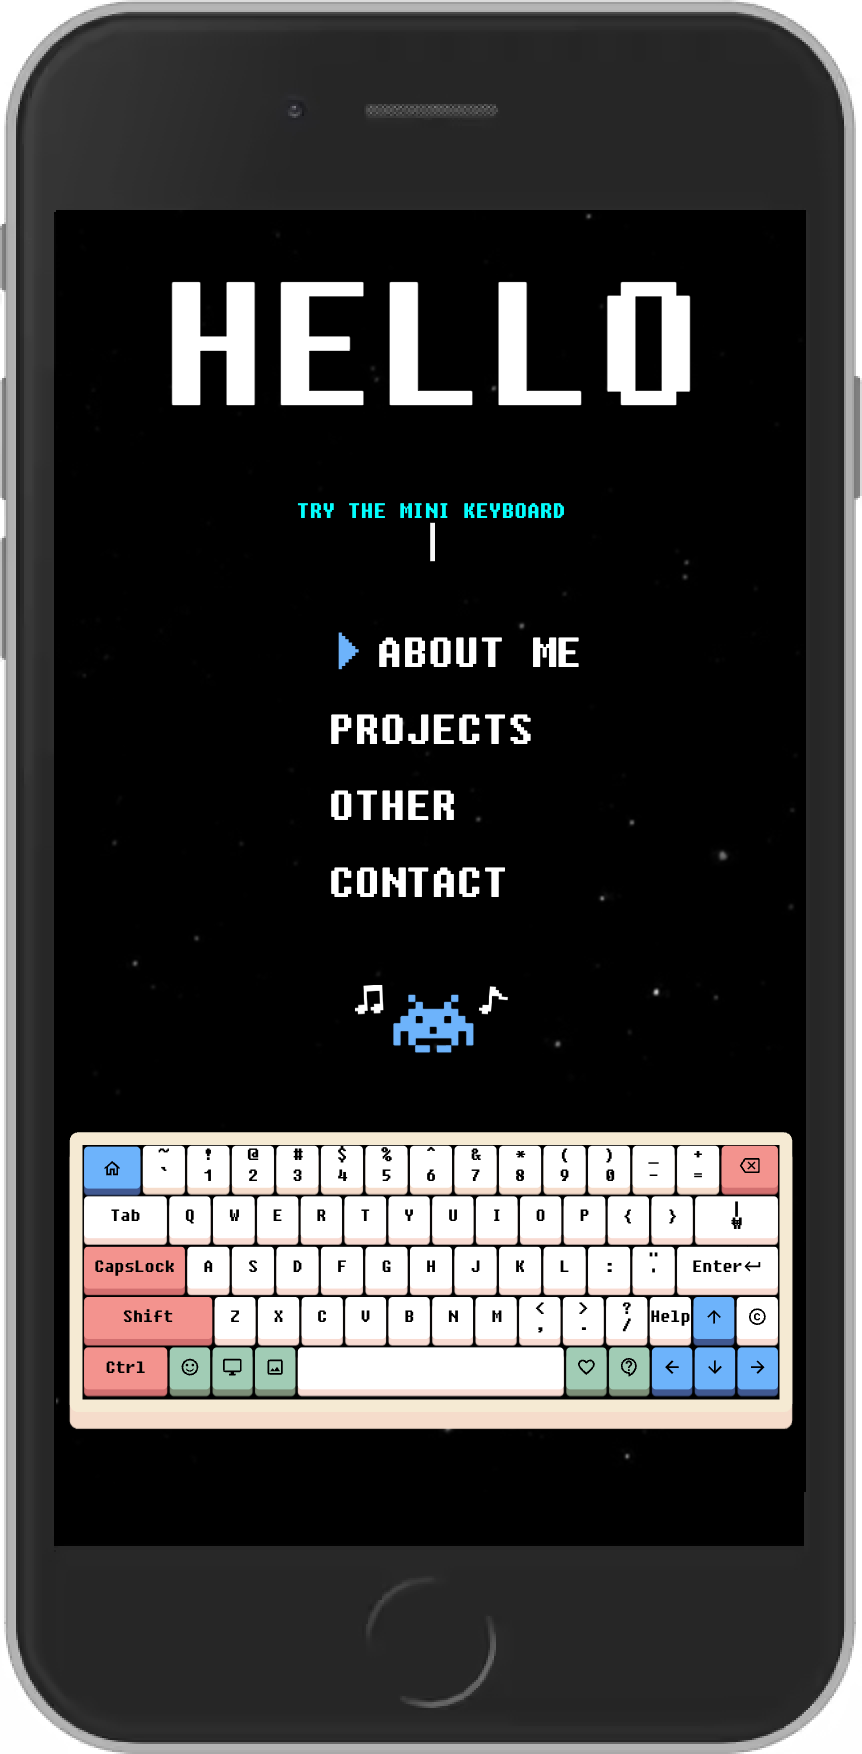 HELLO
TRY THE MINI KEYBOARD
ABOUT ME
PROJECTS
OTHER
CONTACT
~ ! @ # $ % ^ & * ( ) _ +
` 1 2 3 4 5 6 7 8 9 0 - =
Tab Q W E R T Y U I O P { } | ₩
CapsLock A S D F G H J K L : " . Enter↵
Shift Z X C V B N M < , > . ? / Help ↑ ©
Ctrl ← ↓ →